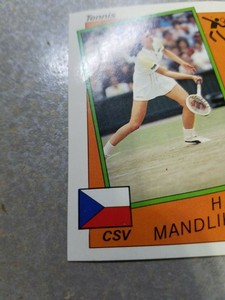 Tennis
H
CSV
MANDLI